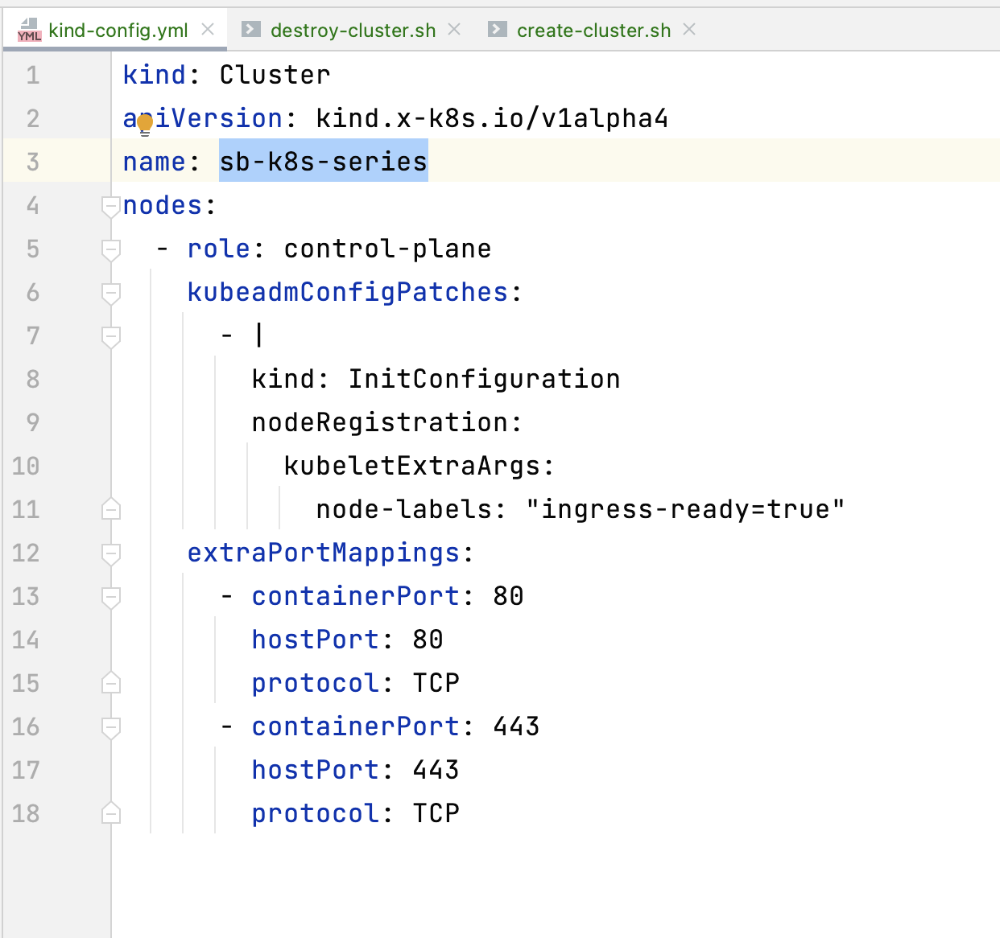 YML kind-config.yml destroy-cluster.sh create-cluster.sh
1 kind: Cluster
2 apiVersion: kind.x-k8s.io/v1alpha4
3 name: sb-k8s-series
4 nodes:
5   - role: control-plane
6     kubeadmConfigPatches:
7       - |
8         kind: InitConfiguration
9         nodeRegistration:
10           kubeletExtraArgs:
11             node-labels: "ingress-ready=true"
12     extraPortMappings:
13       - containerPort: 80
14         hostPort: 80
15         protocol: TCP
16       - containerPort: 443
17         hostPort: 443
18         protocol: TCP